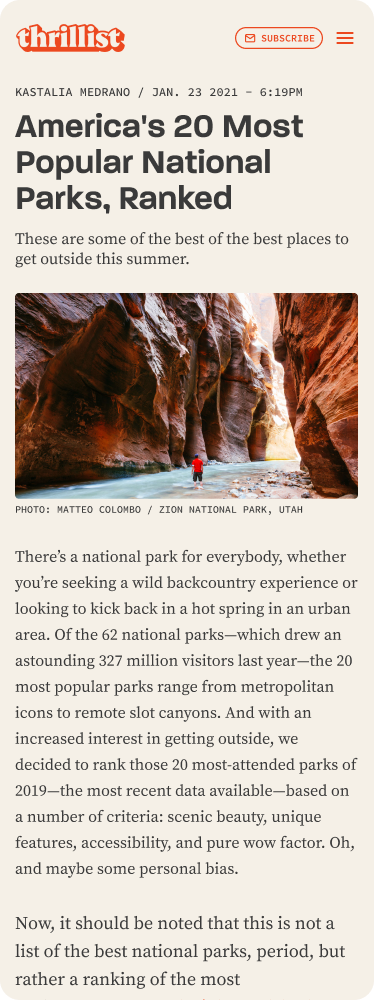 thrillist
SUBSCRIBE
KASTALIA MEDRANO / JAN. 23 2021 – 6:19PM
America's 20 Most
Popular National
Parks, Ranked
These are some of the best of the best places to
get outside this summer.
PHOTO: MATTEO COLOMBO / ZION NATIONAL PARK, UTAH
There’s a national park for everybody, whether
you’re seeking a wild backcountry experience or
looking to kick back in a hot spring in an urban
area. Of the 62 national parks—which drew an
astounding 327 million visitors last year—the 20
most popular parks range from metropolitan
icons to remote slot canyons. And with an
increased interest in getting outside, we
decided to rank those 20 most-attended parks of
2019—the most recent data available—based on
a number of criteria: scenic beauty, unique
features, accessibility, and pure wow factor. Oh,
and maybe some personal bias.
Now, it should be noted that this is not a
list of the best national parks, period, but
rather a ranking of the most